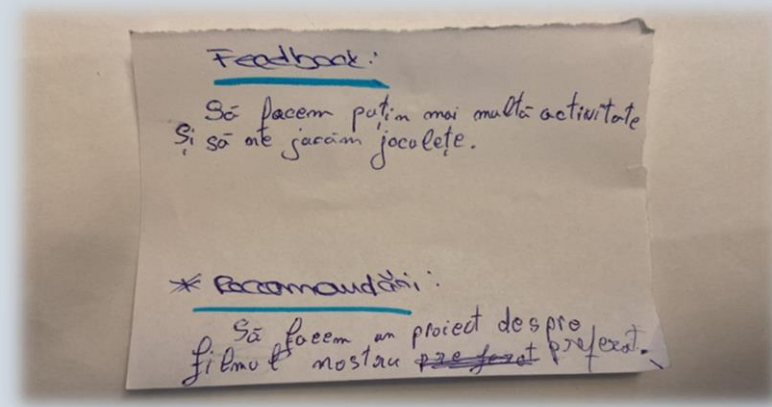 Feedback:
Să facem puțin mai multă activitate
Și să ne jucăm joculețe.
* Recomandări:
Să facem un proiect despre
filmul nostru preferat.